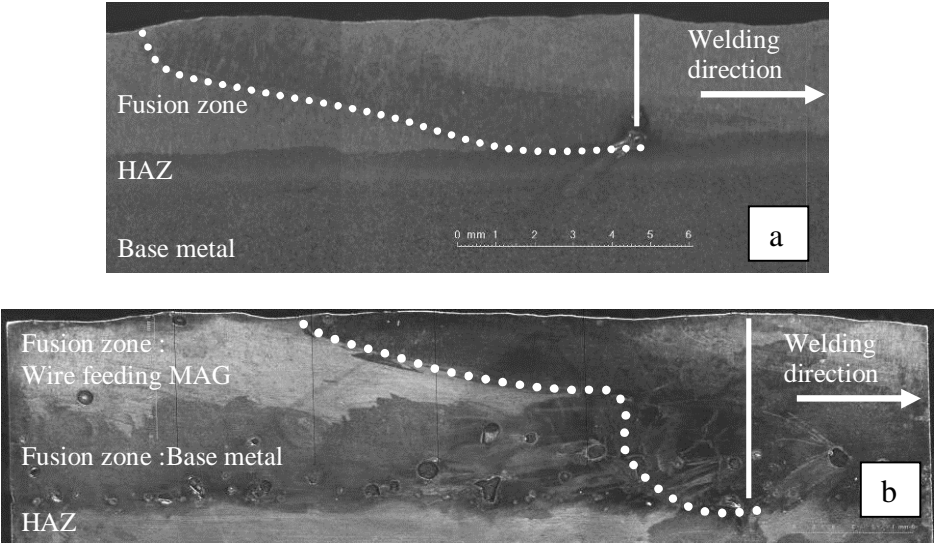 Welding
direction
Fusion zone
HAZ
0 mm 1 2 3 4 5 6
Base metal
a
Fusion zone :
Wire feeding MAG
Welding
direction
Fusion zone :Base metal
b
HAZ